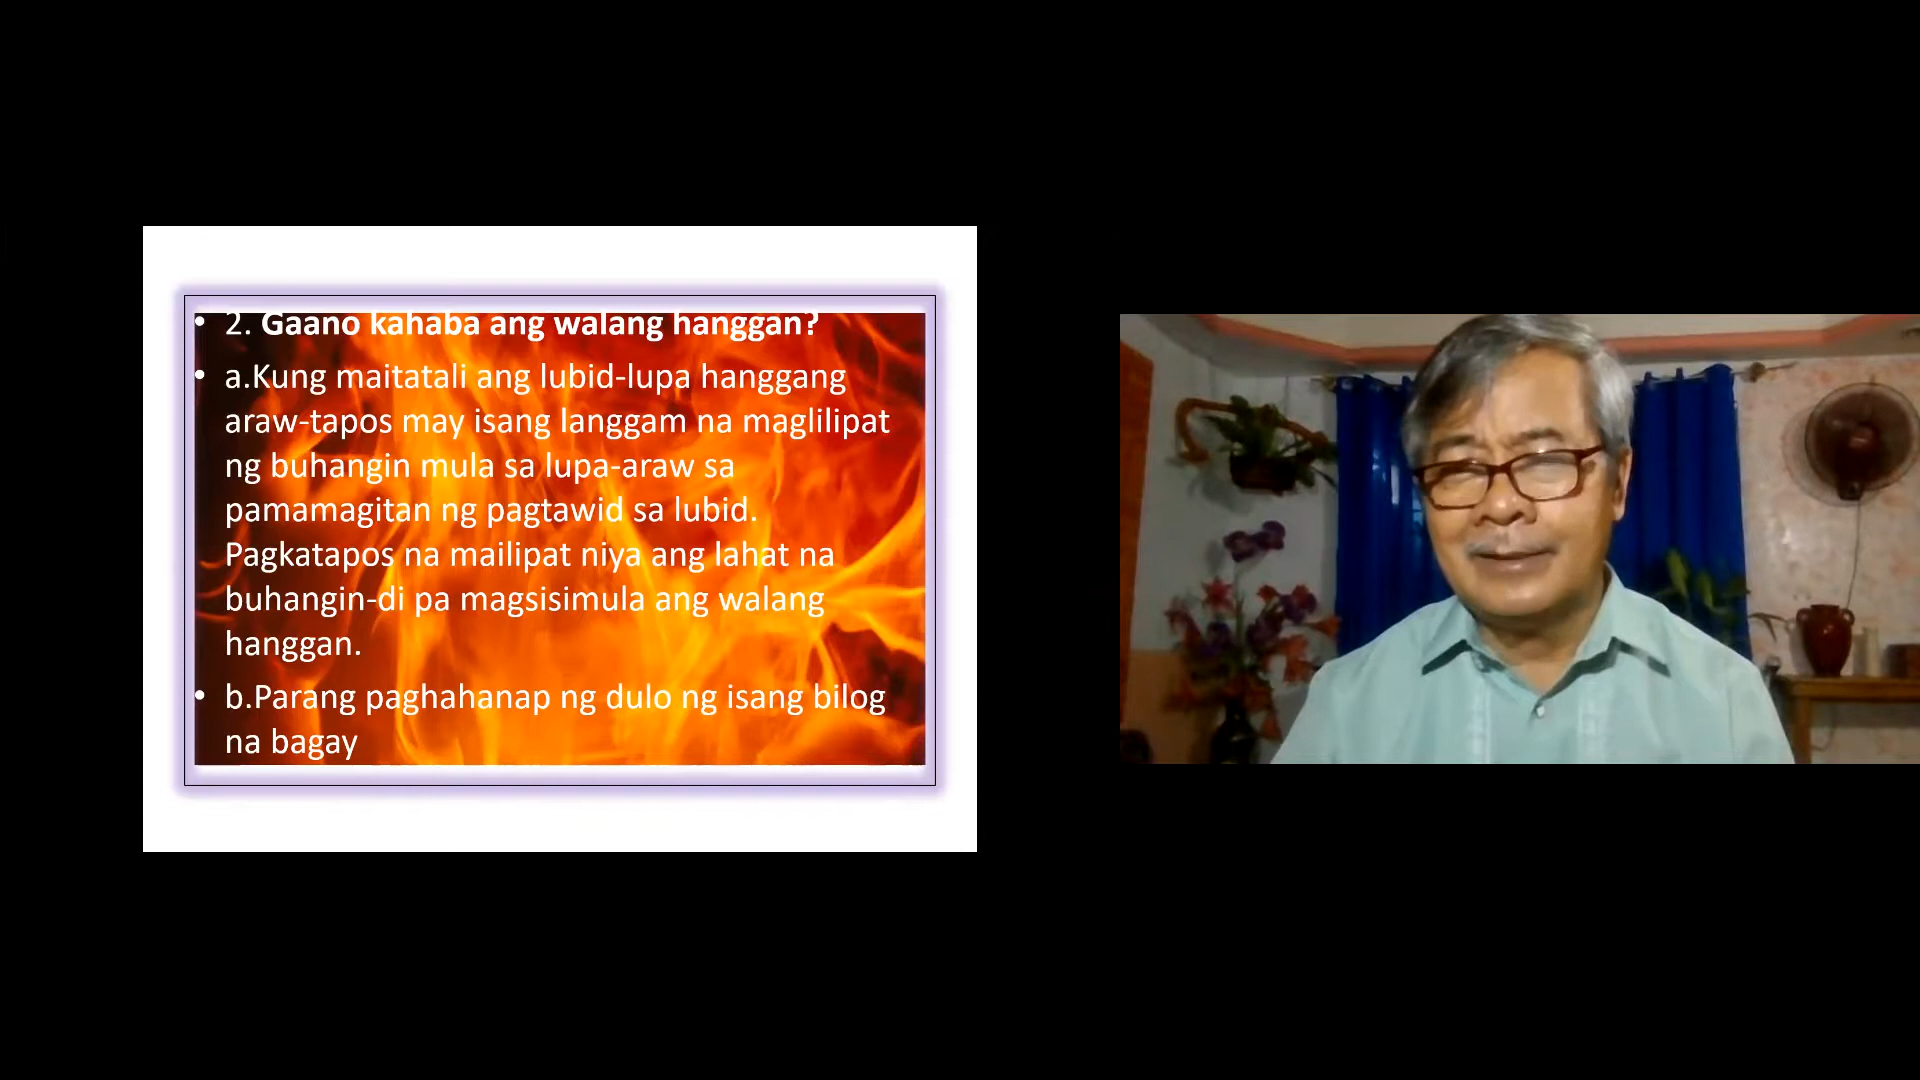 • 2. Gaano kahaba ang walang hanggan?
• a.Kung maitatali ang lubid-lupa hanggang
araw-tapos may isang langgam na maglilipat
ng buhangin mula sa lupa-araw sa
pamamagitan ng pagtawid sa lubid.
Pagkatapos na mailipat niya ang lahat na
buhangin-di pa magsisimula ang walang
hanggan.
• b.Parang paghahanap ng dulo ng isang bilog
na bagay